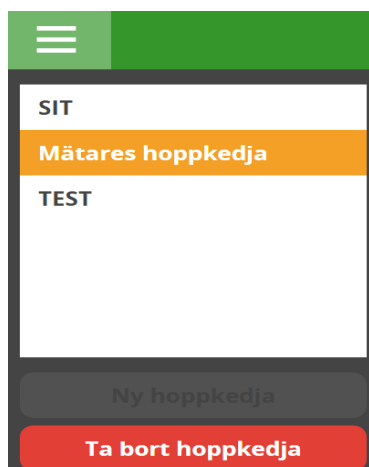 SIT
Mätares hoppkedja
TEST
Ny hoppkedja
Ta bort hoppkedja